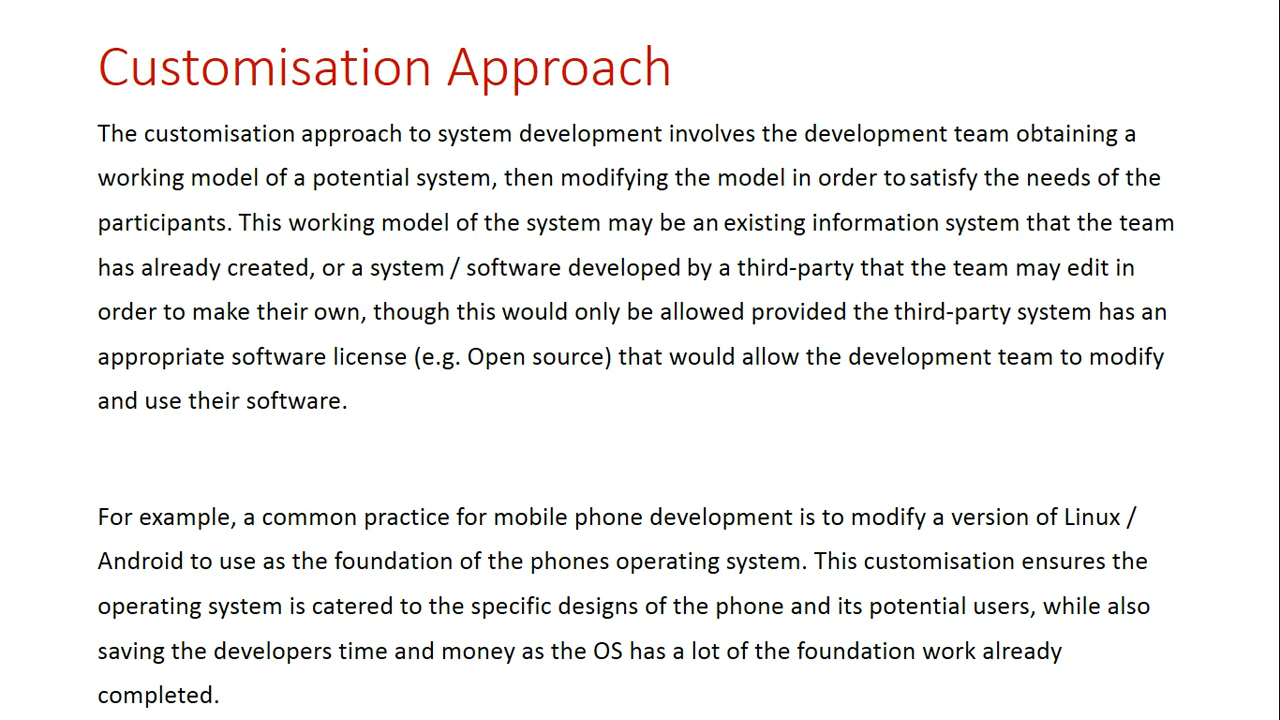 Customisation Approach
The customisation approach to system development involves the development team obtaining a
working model of a potential system, then modifying the model in order to satisfy the needs of the
participants. This working model of the system may be an existing information system that the team
has already created, or a system / software developed by a third-party that the team may edit in
order to make their own, though this would only be allowed provided the third-party system has an
appropriate software license (e.g. Open source) that would allow the development team to modify
and use their software.
For example, a common practice for mobile phone development is to modify a version of Linux /
Android to use as the foundation of the phones operating system. This customisation ensures the
operating system is catered to the specific designs of the phone and its potential users, while also
saving the developers time and money as the OS has a lot of the foundation work already
completed.